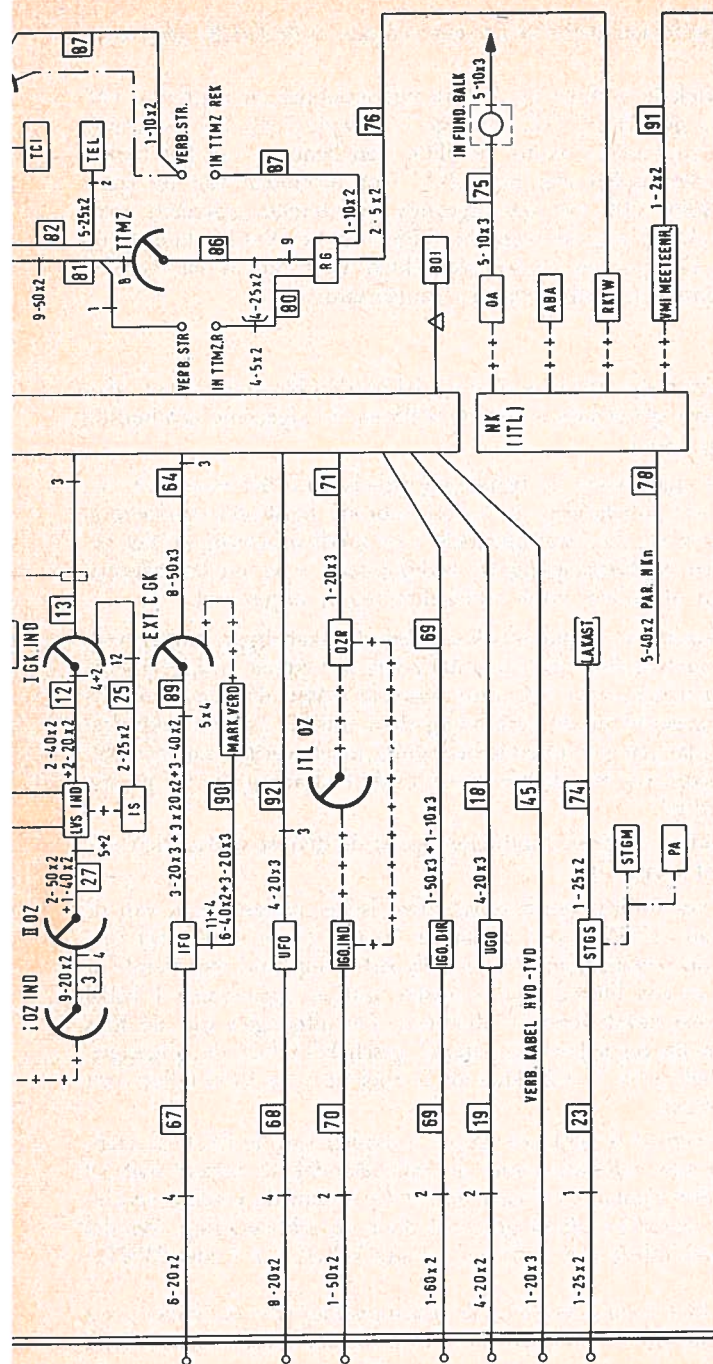 87
TCI
TEL
2
82
5-25x2
1-10x2
VERB.STR.
IN TTMZ REK
87
76
1-10x2
2-5x2
9-50x2
81
8
TTMZ
86
9
RG
1
VERB.STR
IN TTMZ.R
4-25x2
4-5x2
80
BOI
IN FUND.BALK
5-10x3
75
5-10x3
OA
ABA
RKTW
91
1-2x2
VMI MEETEENH.
NK
(ITL)
78
5-40x2 PAR. NKn
3
13
I GK.IND
12
4+2
25
12
2-40x2
+2-20x2
2-25x2
LVS IND
IS
5+2
2-50x2
+1-40x2
27
II OZ
4
9-20x2
3
3
64
8-50x3
EXT.C GK
89
5x4
MARK.VERD
3-20x3+3x20x2+3-40x2
90
IFO
11+4
6-40x2+3-20x3
67
4
6-20x2
92
3
4-20x3
UFO
68
4
8-20x2
71
1-20x3
OZR
ITL OZ
IGO.IND
70
2
1-50x2
69
1-50x3+1-10x3
IGO.DIR
69
2
1-60x2
18
4-20x3
UGO
19
2
4-20x2
45
VERB. KABEL HVD-TVD
1-20x3
LAKAST
74
1-25x2
STGS
STGM
PA
23
1
1-25x2